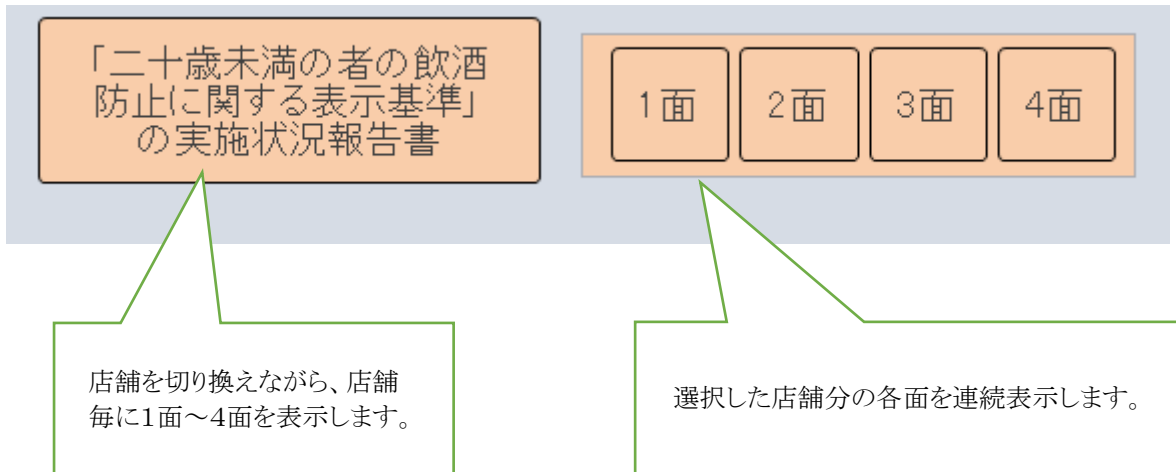 「二十歳未満の者の飲酒
防止に関する表示基準」
の実施状況報告書
1面
2面
3面
4面
店舗を切り換えながら、店舗
毎に1面～4面を表示します。
選択した店舗分の各面を連続表示します。